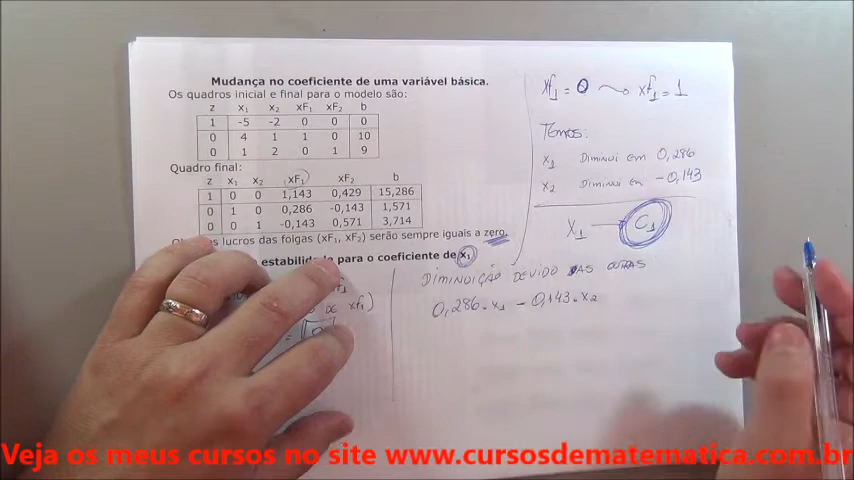 Mudança no coeficiente de uma variável básica.
Os quadros inicial e final para o modelo são:
z x1 x2 xF1 xF2 b
1 -5 -2 0 0 0
0 4 1 1 0 10
0 1 2 0 1 9
Quadro final:
z x1 x2 xF1 xF2 b
1 0 0 1,143 0,429 15,286
0 1 0 0,286 -0,143 1,571
0 0 1 -0,143 0,571 3,714
lucros das folgas (xF1, xF2) serão sempre iguais a zero.
estabilidade para o coeficiente de x1
DE xf1)
xf1 = 0 xf1 = 1
TEMOS:
x1 DIMINUI EM 0,286
x2 DIMINUI EM -0,143
x1 C1
DIMINUIÇÃO DEVIDO AS OUTRAS
0,286.x1 - 0,143.x2
Veja os meus cursos no site www.cursosdematematica.com.br